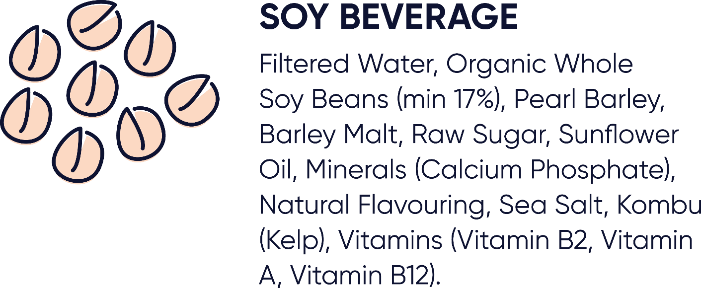 SOY BEVERAGE
Filtered Water, Organic Whole
Soy Beans (min 17%), Pearl Barley,
Barley Malt, Raw Sugar, Sunflower
Oil, Minerals (Calcium Phosphate),
Natural Flavouring, Sea Salt, Kombu
(Kelp), Vitamins (Vitamin B2, Vitamin
A, Vitamin B12).